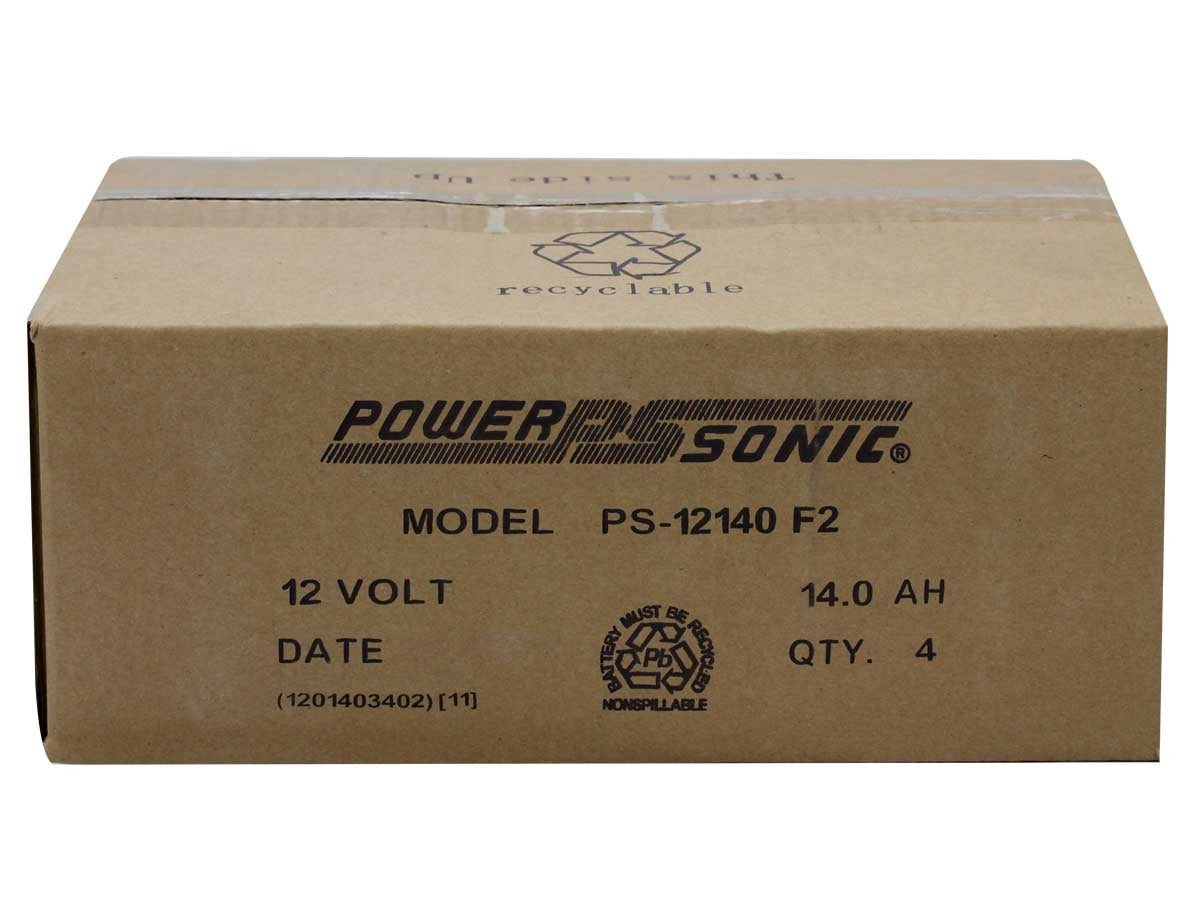 This side Up
recyclable
POWER PS SONIC®
MODEL PS-12140 F2
12 VOLT 14.0 AH
DATE QTY. 4
(1201403402) [11]
BATTERY MUST BE RECYCLED
Pb
NONSPILLABLE